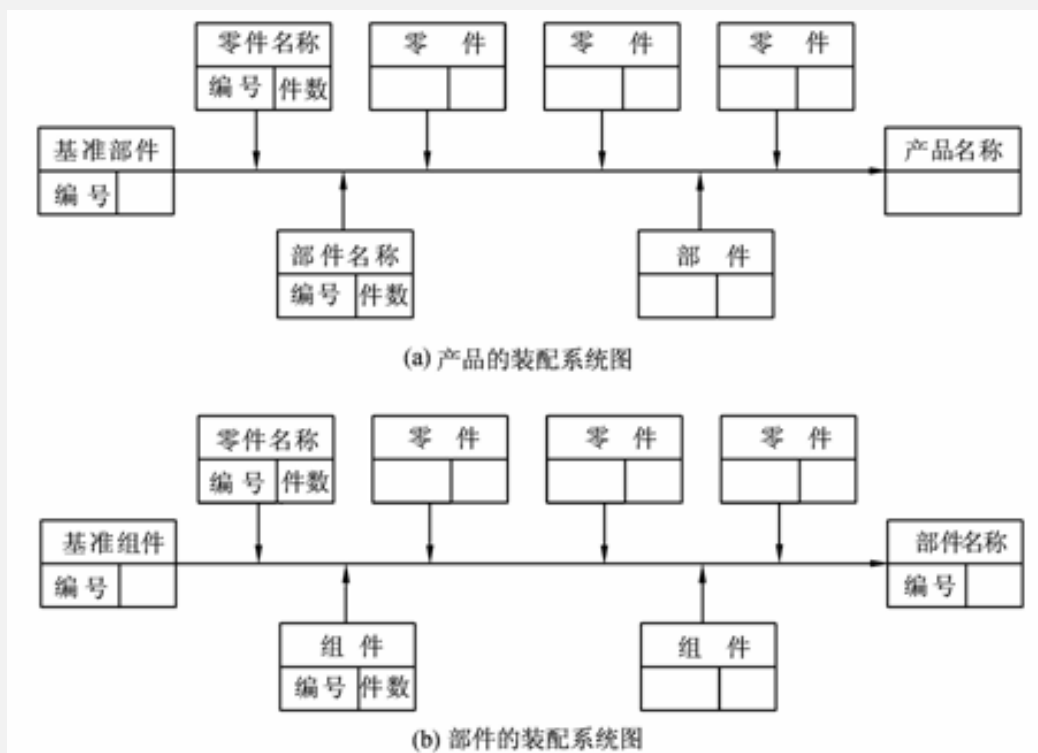 零件名称 零 件 零 件 零 件
编号 件数
基准部件 产品名称
编号
部件名称 部 件
编号 件数
(a) 产品的装配系统图
零件名称 零 件 零 件 零 件
编号 件数
基准组件 部件名称
编号 编号
组 件 组 件
编号 件数
(b) 部件的装配系统图